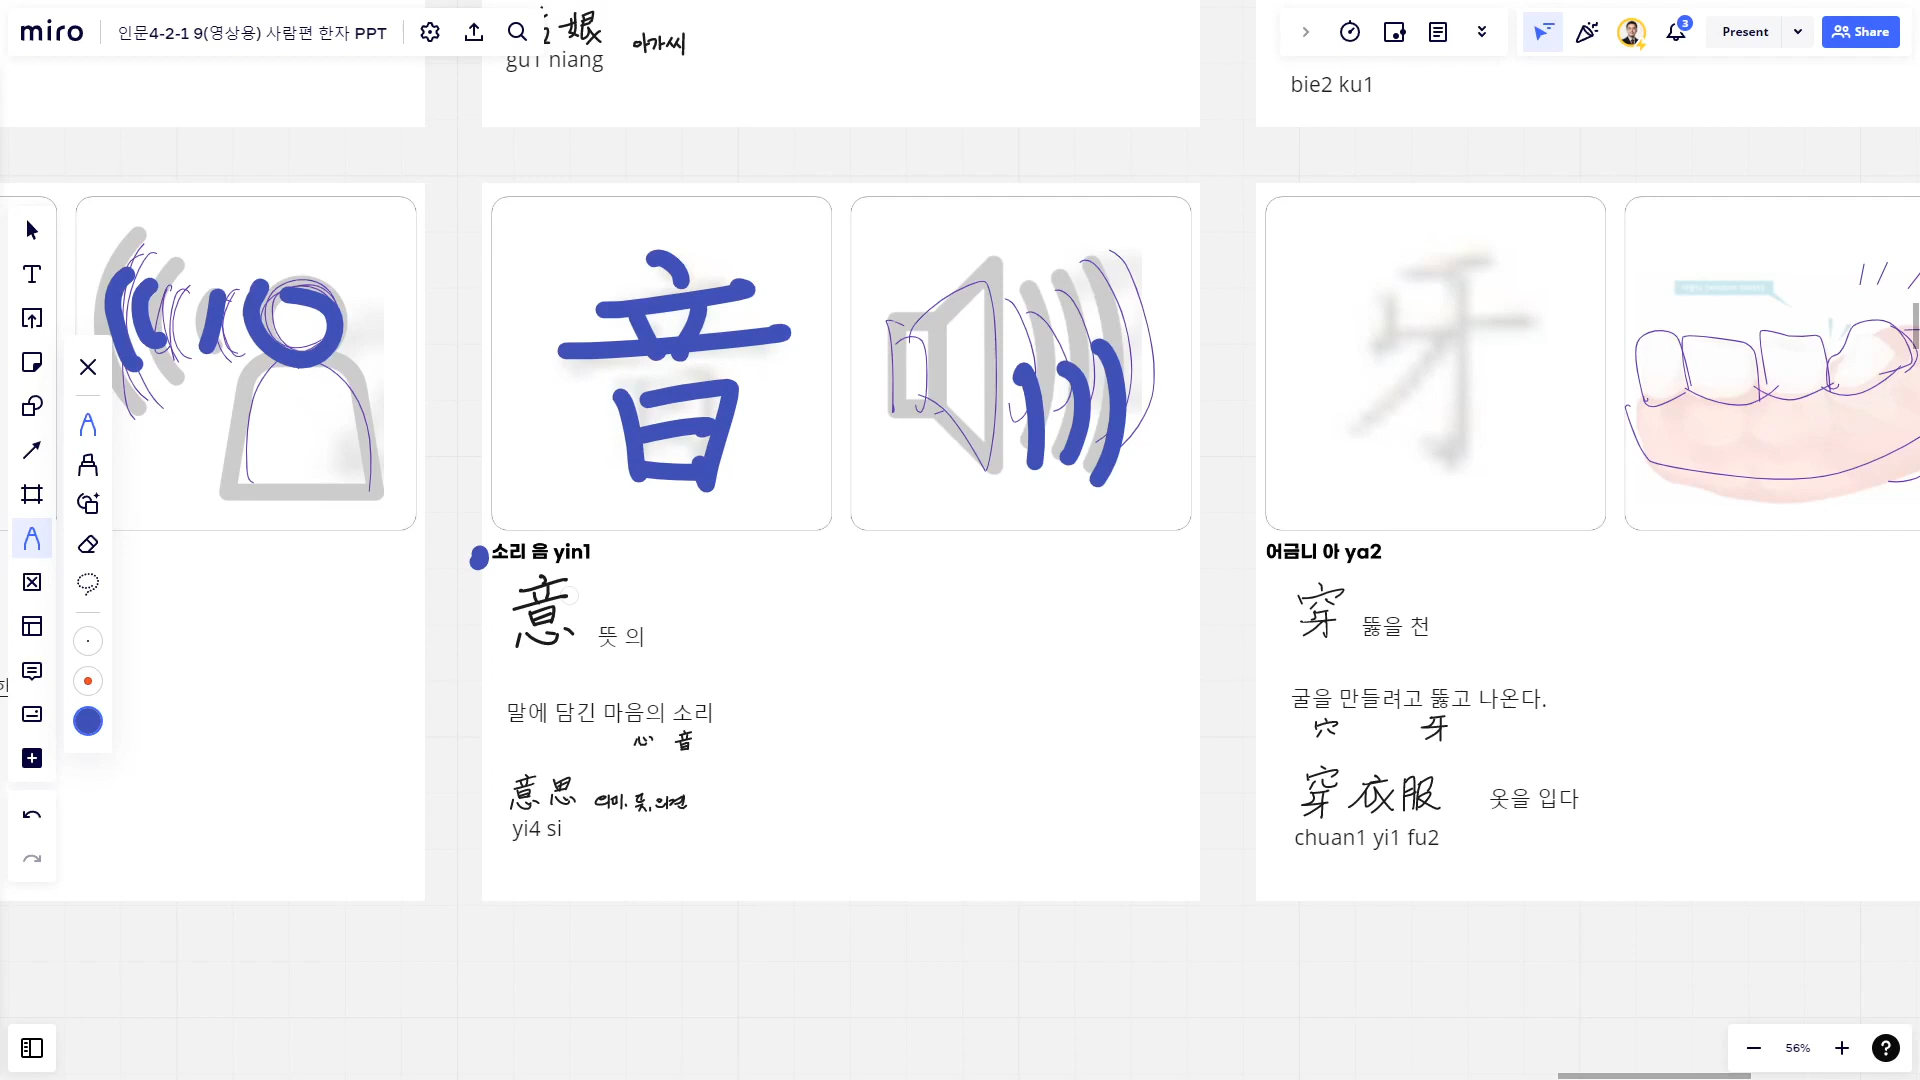 miro
인문4-2-1 9(영상용) 사람편 한자 PPT
3
Present
Share
娘 아가씨
gu1 niang
bie2 ku1
音
牙
소리 음 yin1
意 뜻 의
말에 담긴 마음의 소리
心 音
意思 의미. 뜻, 의견
yi4 si
어금니 아 ya2
穿 뚫을 천
굴을 만들려고 뚫고 나온다.
穴 牙
穿衣服 옷을 입다
chuan1 yi1 fu2
56%